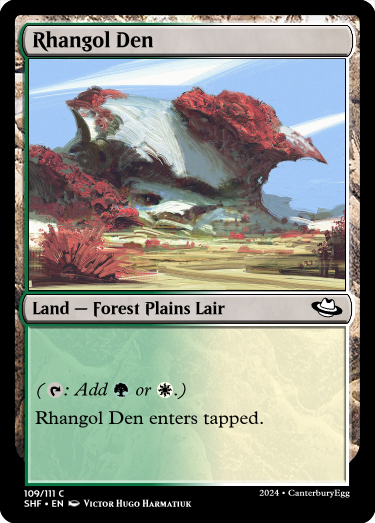 Rhangol Den
Land — Forest Plains Lair
(: Add or .)
Rhangol Den enters tapped.
109/111 C
SHF • EN Victor Hugo Harmatiuk
2024 • CanterburyEgg